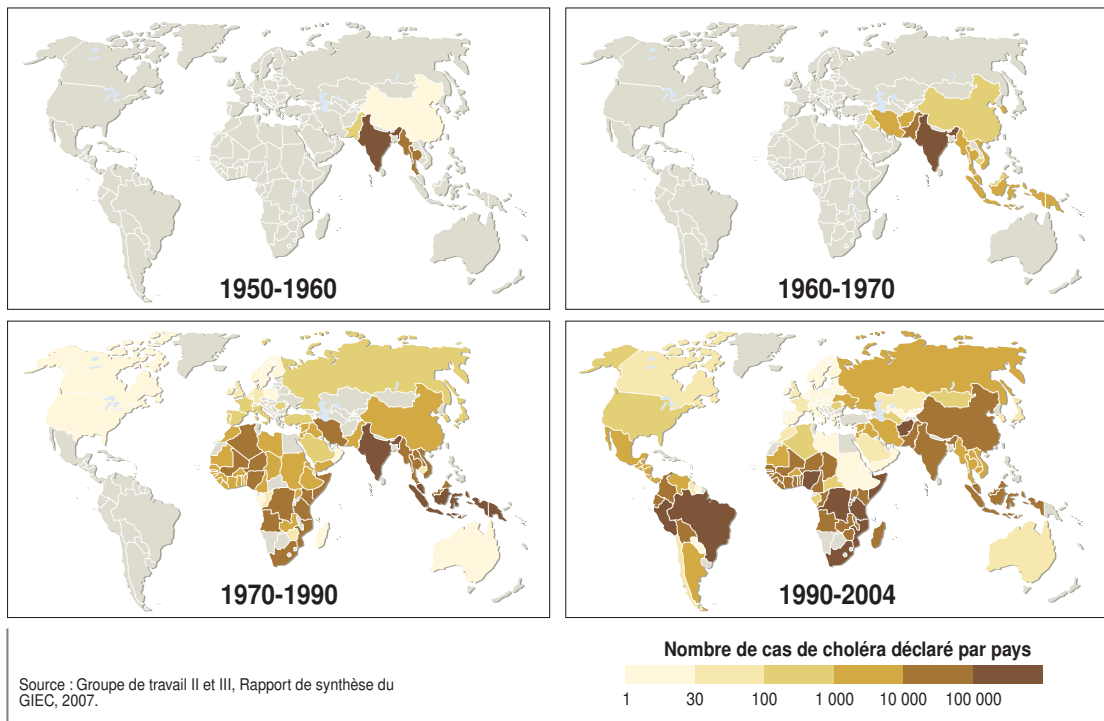 1950-1960
1960-1970
1970-1990
1990-2004
Nombre de cas de choléra déclaré par pays
1 30 100 1 000 10 000 100 000
Source : Groupe de travail II et III, Rapport de synthèse du
GIEC, 2007.